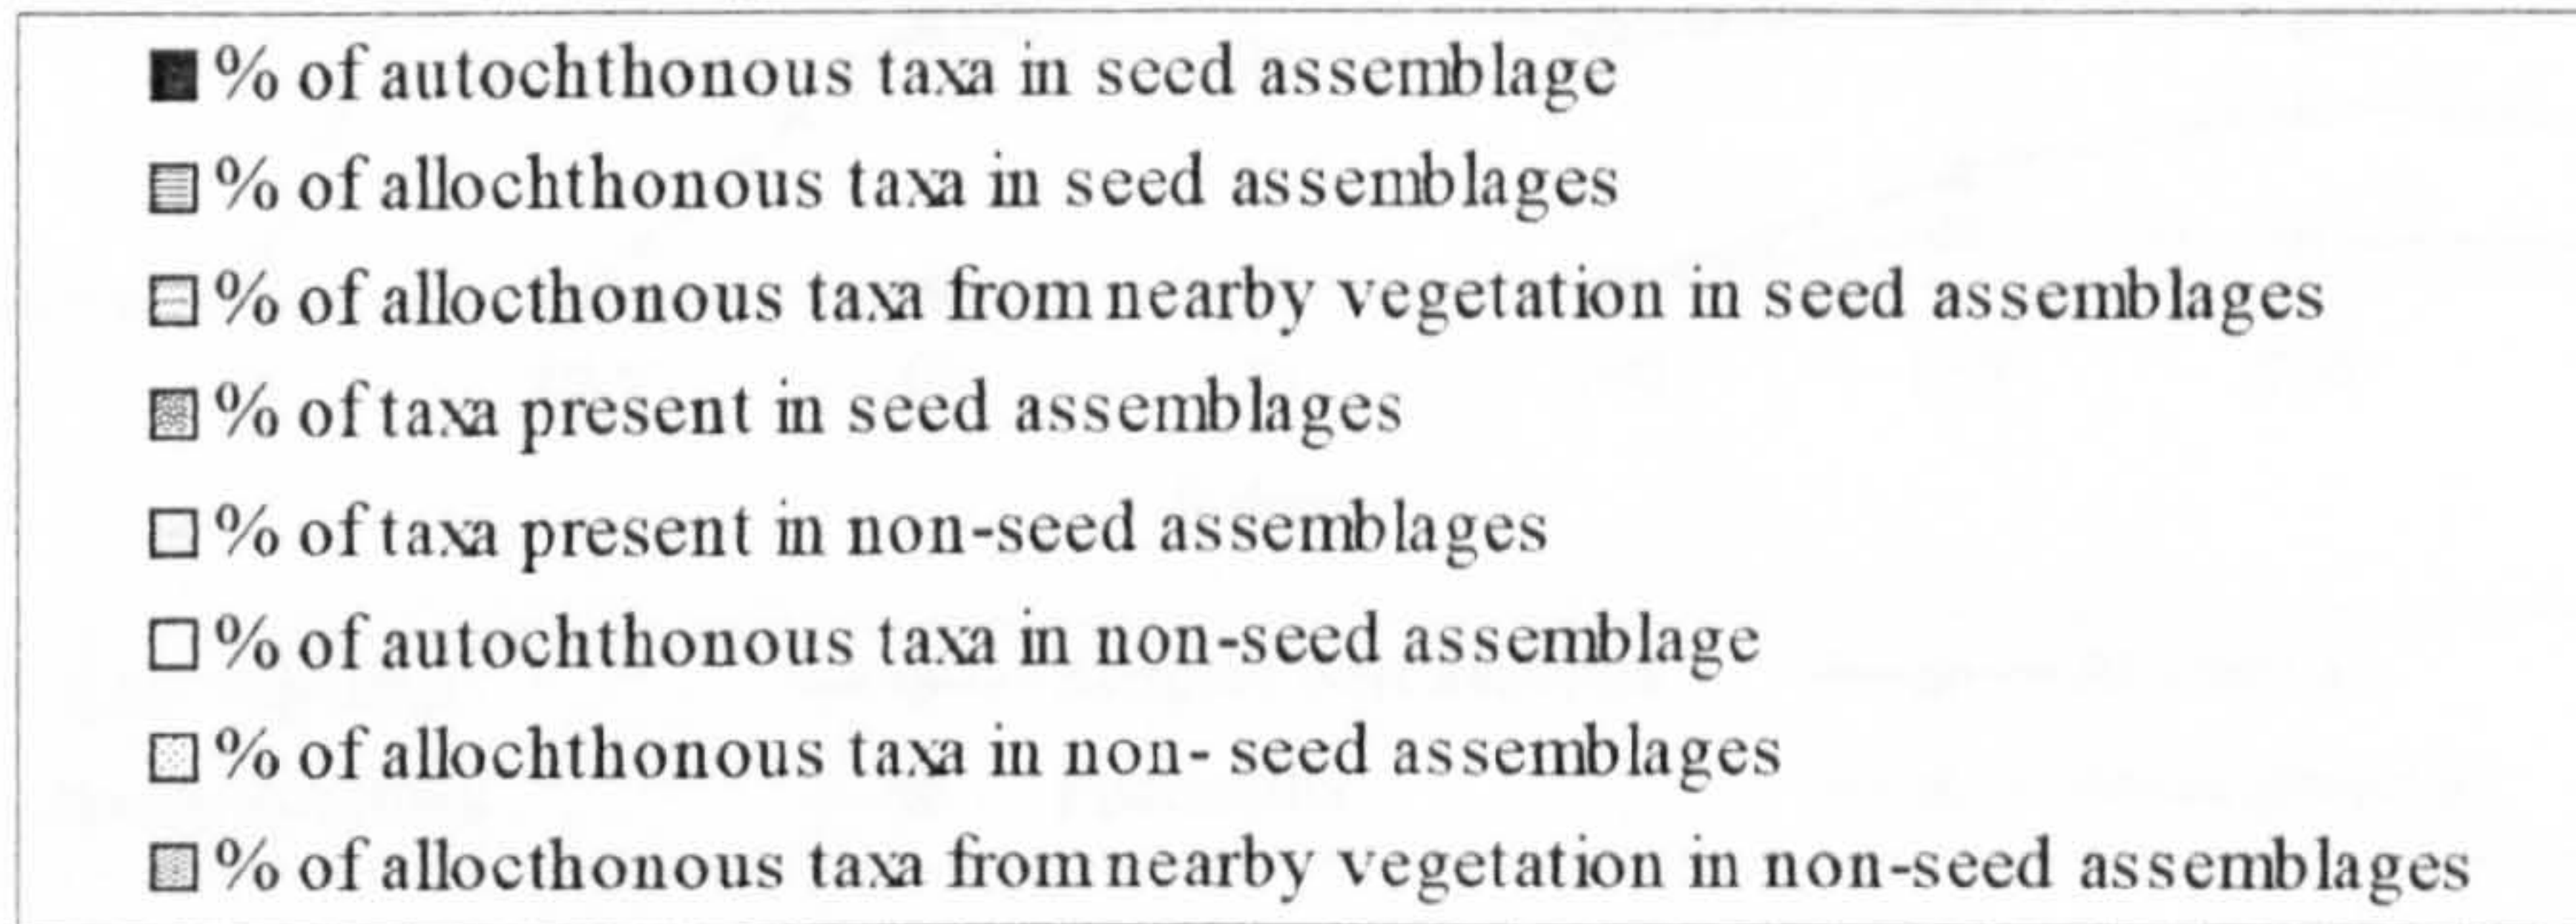 % of autochthonous taxa in seed assemblage
% of allochthonous taxa in seed assemblages
% of allocthonous taxa from nearby vegetation in seed assemblages
% of taxa present in seed assemblages
% of taxa present in non-seed assemblages
% of autochthonous taxa in non-seed assemblage
% of allochthonous taxa in non- seed assemblages
% of allocthonous taxa from nearby vegetation in non-seed assemblages